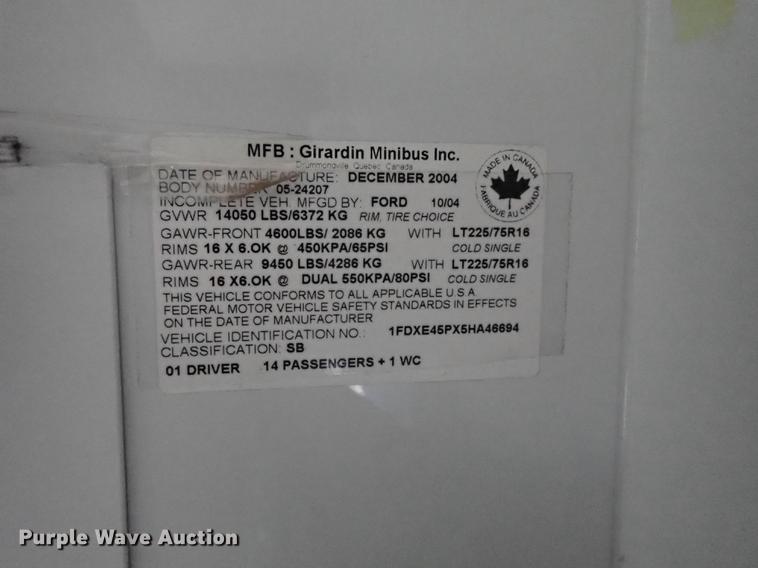 MFB : Girardin Minibus Inc.
Drummondville Quebec Canada
DATE OF MANUFACTURE: DECEMBER 2004
BODY NUMBER 05-24207
INCOMPLETE VEH. MFGD BY: FORD 10/04
GVWR 14050 LBS/6372 KG RIM, TIRE CHOICE
GAWR-FRONT 4600LBS/ 2086 KG WITH LT225/75R16
RIMS 16 X 6.OK @ 450KPA/65PSI COLD SINGLE
GAWR-REAR 9450 LBS/4286 KG WITH LT225/75R16
RIMS 16 X6.OK @ DUAL 550KPA/80PSI COLD SINGLE
THIS VEHICLE CONFORMS TO ALL APPLICABLE U S A
FEDERAL MOTOR VEHICLE SAFETY STANDARDS IN EFFECTS
ON THE DATE OF MANUFACTURER
VEHICLE IDENTIFICATION NO.: 1FDXE45PX5HA46694
CLASSIFICATION: SB
01 DRIVER 14 PASSENGERS + 1 WC
MADE IN CANADA
FABRIQUÉ AU CANADA
Purple Wave Auction